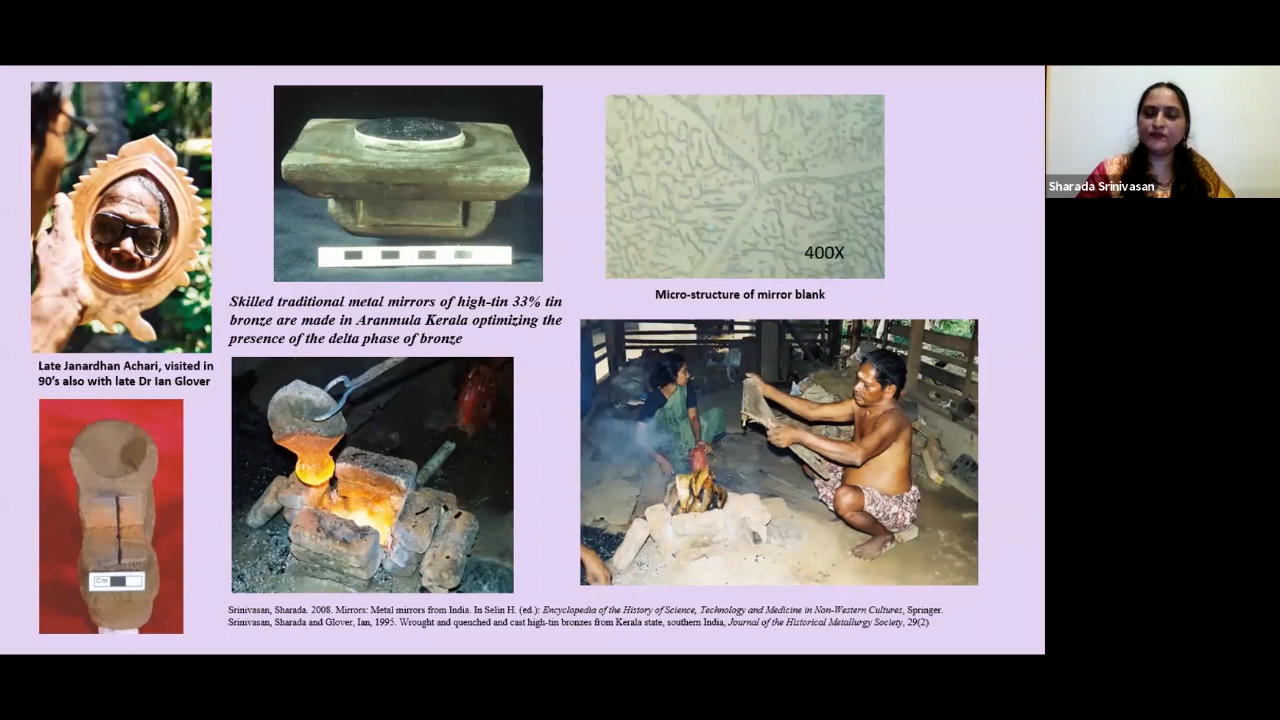 400X
Micro-structure of mirror blank
Sharada Srinivasan
Skilled traditional metal mirrors of high-tin 33% tin
bronze are made in Aranmula Kerala optimizing the
presence of the delta phase of bronze
Late Janardhan Achari, visited in
90's also with late Dr Ian Glover
Cm
Srinivasan, Sharada. 2008. Mirrors: Metal mirrors from India. In Selin H. (ed.): Encyclopedia of the History of Science, Technology and Medicine in Non-Western Cultures, Springer.
Srinivasan, Sharada and Glover, Ian, 1995. Wrought and quenched and cast high-tin bronzes from Kerala state, southern India, Journal of the Historical Metallurgy Society, 29(2)